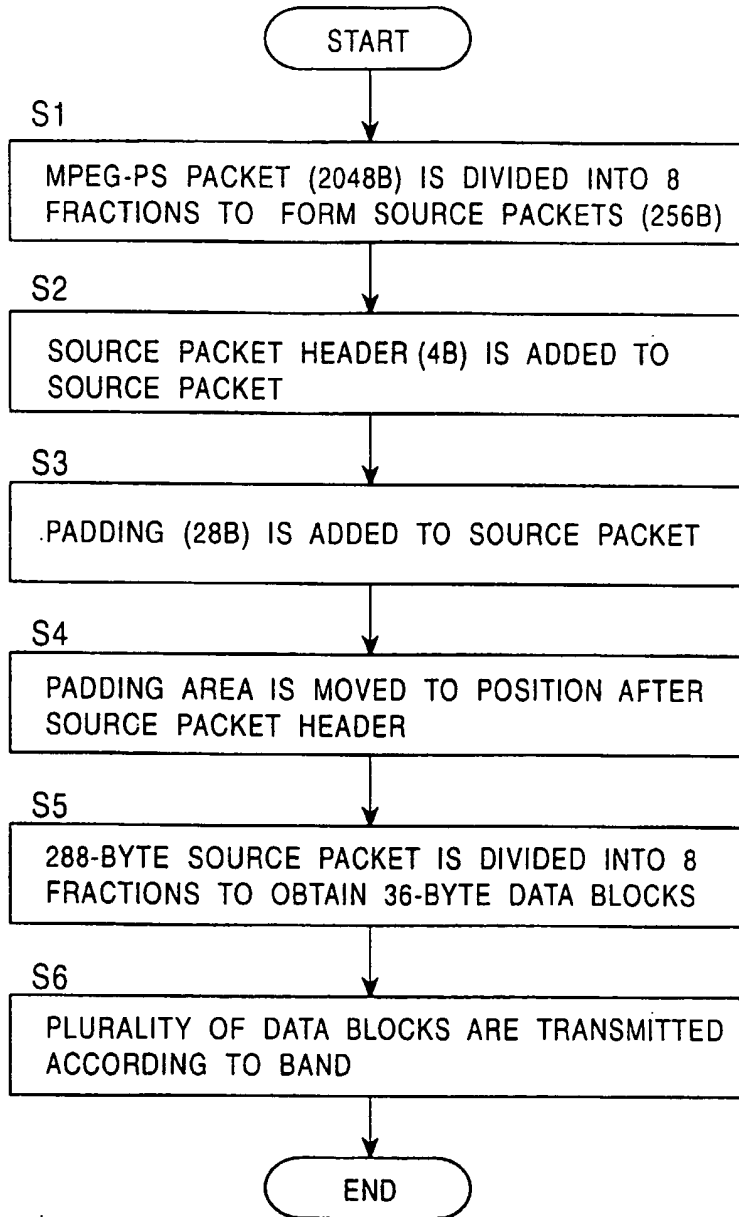 START
S1
MPEG-PS PACKET (2048B) IS DIVIDED INTO 8
FRACTIONS TO FORM SOURCE PACKETS (256B)
S2
SOURCE PACKET HEADER (4B) IS ADDED TO
SOURCE PACKET
S3
PADDING (28B) IS ADDED TO SOURCE PACKET
S4
PADDING AREA IS MOVED TO POSITION AFTER
SOURCE PACKET HEADER
S5
288-BYTE SOURCE PACKET IS DIVIDED INTO 8
FRACTIONS TO OBTAIN 36-BYTE DATA BLOCKS
S6
PLURALITY OF DATA BLOCKS ARE TRANSMITTED
ACCORDING TO BAND
END